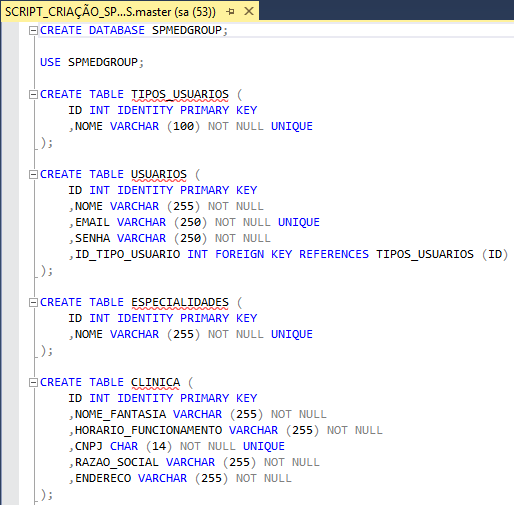 SCRIPT_CRIAÇÃO_SP...S.master (sa (53))
CREATE DATABASE SPMEDGROUP;
USE SPMEDGROUP;
CREATE TABLE TIPOS_USUARIOS (
ID INT IDENTITY PRIMARY KEY
,NOME VARCHAR (100) NOT NULL UNIQUE
);
CREATE TABLE USUARIOS (
ID INT IDENTITY PRIMARY KEY
,NOME VARCHAR (255) NOT NULL
,EMAIL VARCHAR (250) NOT NULL UNIQUE
,SENHA VARCHAR (250) NOT NULL
,ID_TIPO_USUARIO INT FOREIGN KEY REFERENCES TIPOS_USUARIOS (ID)
);
CREATE TABLE ESPECIALIDADES (
ID INT IDENTITY PRIMARY KEY
,NOME VARCHAR (255) NOT NULL UNIQUE
);
CREATE TABLE CLINICA (
ID INT IDENTITY PRIMARY KEY
,NOME_FANTASIA VARCHAR (255) NOT NULL
,HORARIO_FUNCIONAMENTO VARCHAR (255) NOT NULL
,CNPJ CHAR (14) NOT NULL UNIQUE
,RAZAO_SOCIAL VARCHAR (255) NOT NULL
,ENDERECO VARCHAR (255) NOT NULL
);